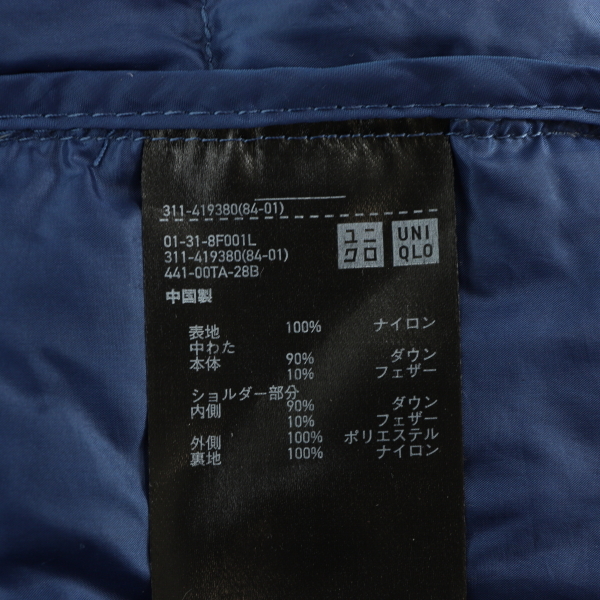 311-419380(84-01)
01-31-8F001L
311-419380(84-01)
441-00TA-28B
中国製
ユニ
クロ
UNI
QLO
表地 100% ナイロン
中わた
本体 90% ダウン
10% フェザー
ショルダー部分
内側 90% ダウン
10% フェザー
外側 100% ポリエステル
裏地 100% ナイロン